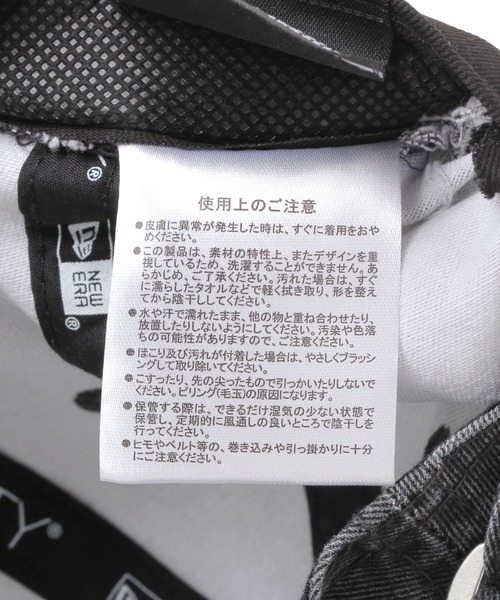 使用上のご注意
●皮膚に異常が発生した時は、すぐに着用をおや
めください。
●この製品は、素材の特性上、またデザインを重
視しているため、洗濯することができません。あ
らかじめ、ご了承ください。汚れた場合は、すぐ
に濡らしたタオルなどで軽く拭き取り、形を整え
てから陰干ししてください。
●水や汗で濡れたまま、他の物と重ね合わせたり、
放置したりしないようにしてください。汚染や色落
ちの可能性がありますので、ご注意ください。
●ほこり及び汚れが付着した場合は、やさしくブラッシ
ングして取り除いてください。
●こすったり、先の尖ったもので引っかいたりしないで
ください。ピリング(毛玉)の原因になります。
●保管する際は、できるだけ湿気の少ない状態で
保管し、定期的に風通しの良いところで陰干しを
行ってください。
●ヒモやベルト等の、巻き込みや引っ掛かりに十分
にご注意ください。
®
NEW
ERA®
TY®